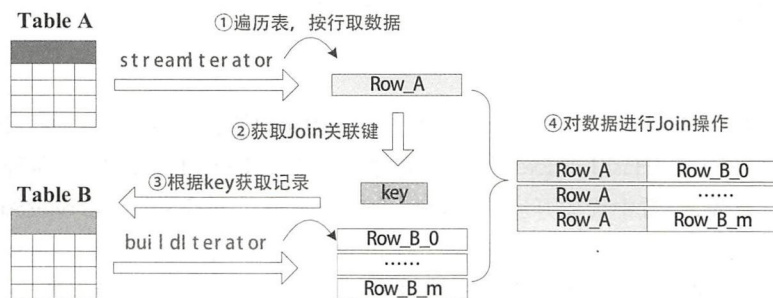 Table A
①遍历表，按行取数据
streamIterator
Row_A
②获取Join关联键
④对数据进行Join操作
Table B
③根据key获取记录
key
buildIterator
Row_B_0
……
Row_B_m
Row_A Row_B_0
Row_A ……
Row_A Row_B_m